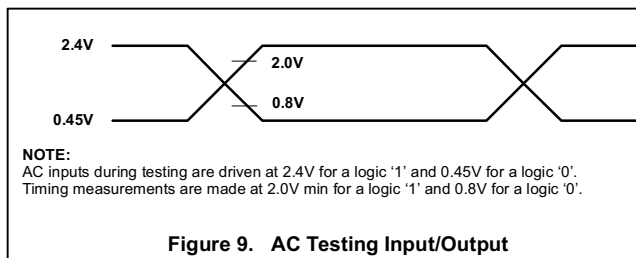 2.4V
2.0V
0.8V
0.45V
NOTE:
AC inputs during testing are driven at 2.4V for a logic ‘1’ and 0.45V for a logic ‘0’.
Timing measurements are made at 2.0V min for a logic ‘1’ and 0.8V for a logic ‘0’.
Figure 9. AC Testing Input/Output